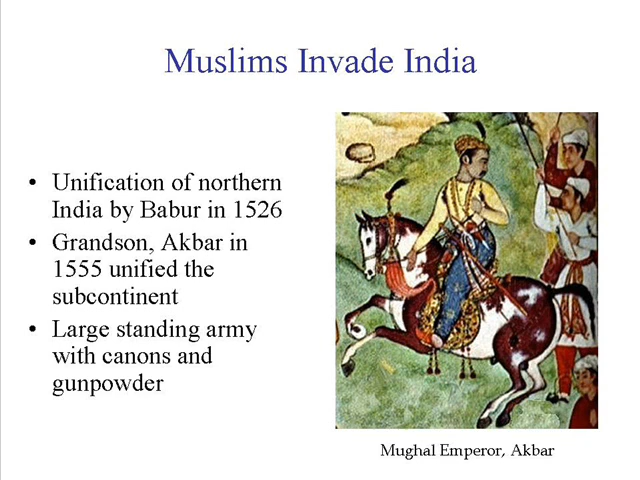 Muslims Invade India
• Unification of northern
India by Babur in 1526
• Grandson, Akbar in
1555 unified the
subcontinent
• Large standing army
with canons and
gunpowder
Mughal Emperor, Akbar